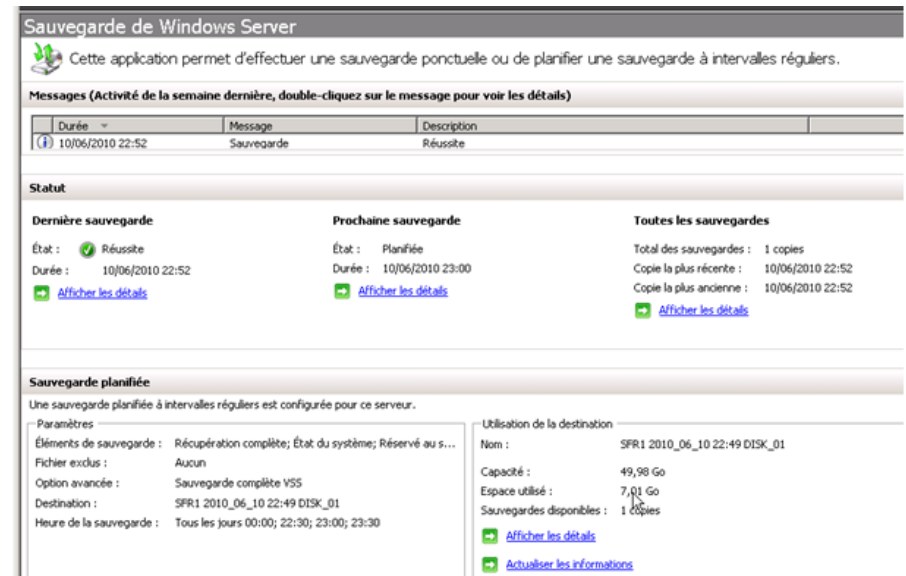 Sauvegarde de Windows Server
Cette application permet d'effectuer une sauvegarde ponctuelle ou de planifier une sauvegarde à intervalles réguliers.
Messages (Activité de la semaine dernière, double-cliquez sur le message pour voir les détails)
Durée Message Description
10/06/2010 22:52 Sauvegarde Réussite
Statut
Dernière sauvegarde
État : Réussite
Durée : 10/06/2010 22:52
Afficher les détails
Prochaine sauvegarde
État : Planifiée
Durée : 10/06/2010 23:00
Afficher les détails
Toutes les sauvegardes
Total des sauvegardes : 1 copies
Copie la plus récente : 10/06/2010 22:52
Copie la plus ancienne : 10/06/2010 22:52
Afficher les détails
Sauvegarde planifiée
Une sauvegarde planifiée à intervalles réguliers est configurée pour ce serveur.
Paramètres
Éléments de sauvegarde : Récupération complète; État du système; Réservé au s...
Fichier exclus : Aucun
Option avancée : Sauvegarde complète VSS
Destination : SFR1 2010_06_10 22:49 DISK_01
Heure de la sauvegarde : Tous les jours 00:00; 22:30; 23:00; 23:30
Utilisation de la destination
Nom : SFR1 2010_06_10 22:49 DISK_01
Capacité : 49,98 Go
Espace utilisé : 7,01 Go
Sauvegardes disponibles : 1 copies
Afficher les détails
Actualiser les informations